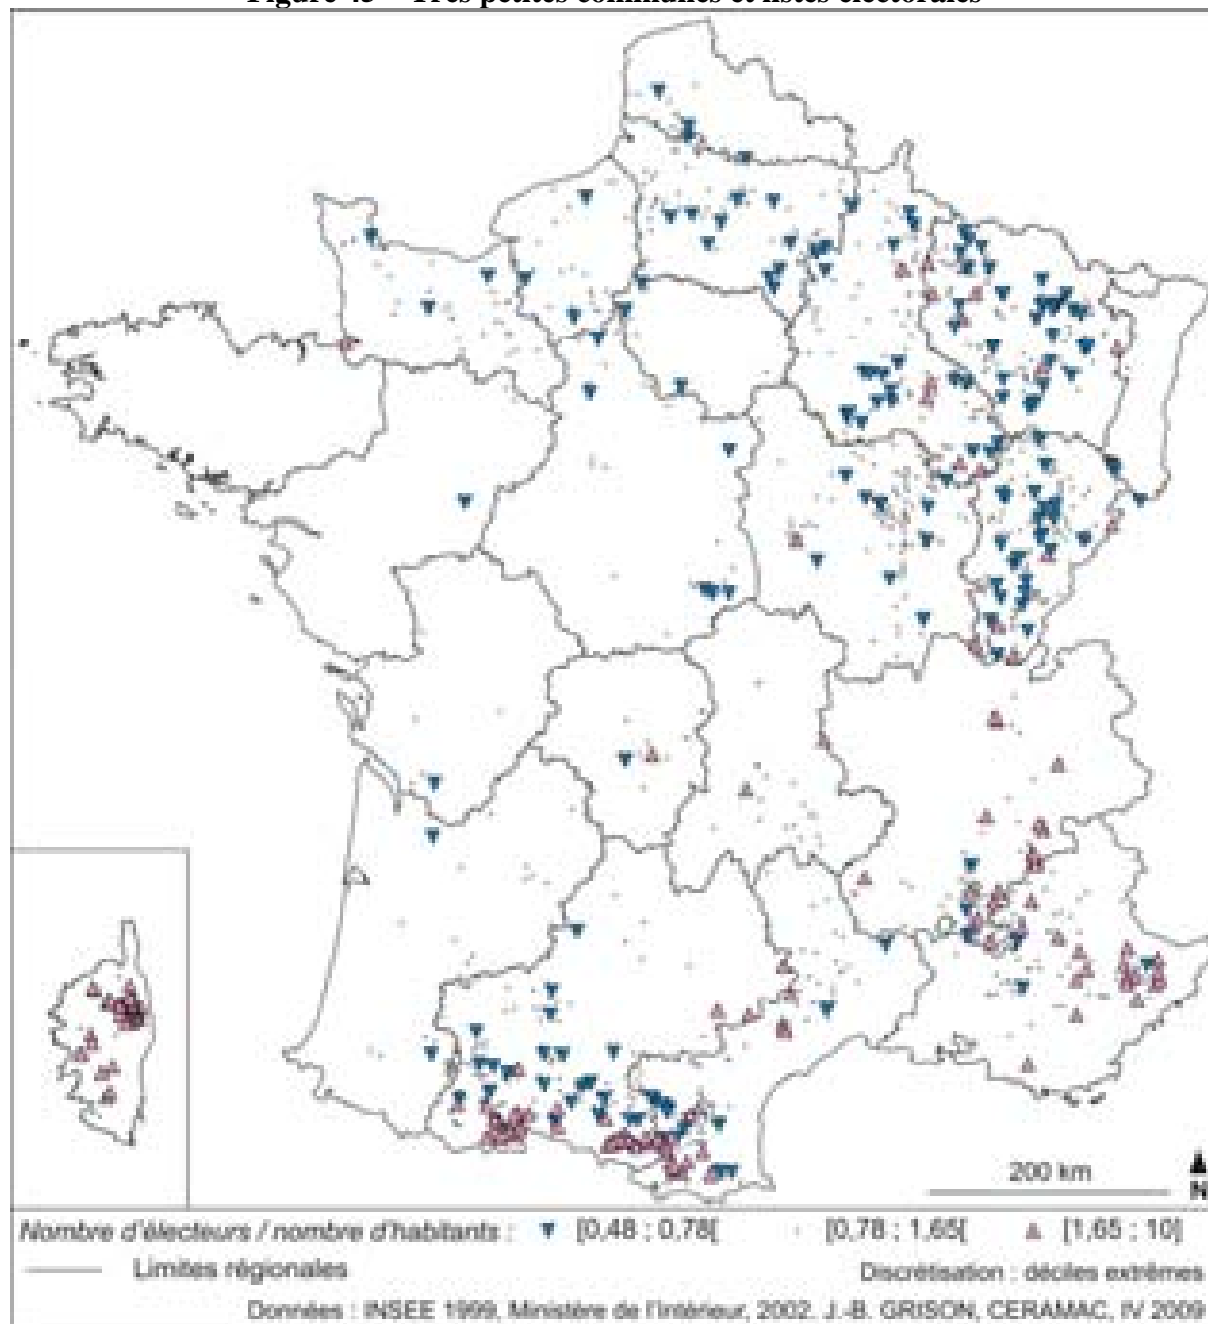 Figure 43 – Très petites communes et listes électorales
200 km
N
Nombre d'électeurs / nombre d'habitants : [0,48 ; 0,78[ [0,78 ; 1,65[ [1,65 ; 10]
Limites régionales
Discrétisation : déciles extrêmes
Données : INSEE 1999, Ministère de l'Intérieur, 2002. J.-B. GRISON, CERAMAC, IV 2009